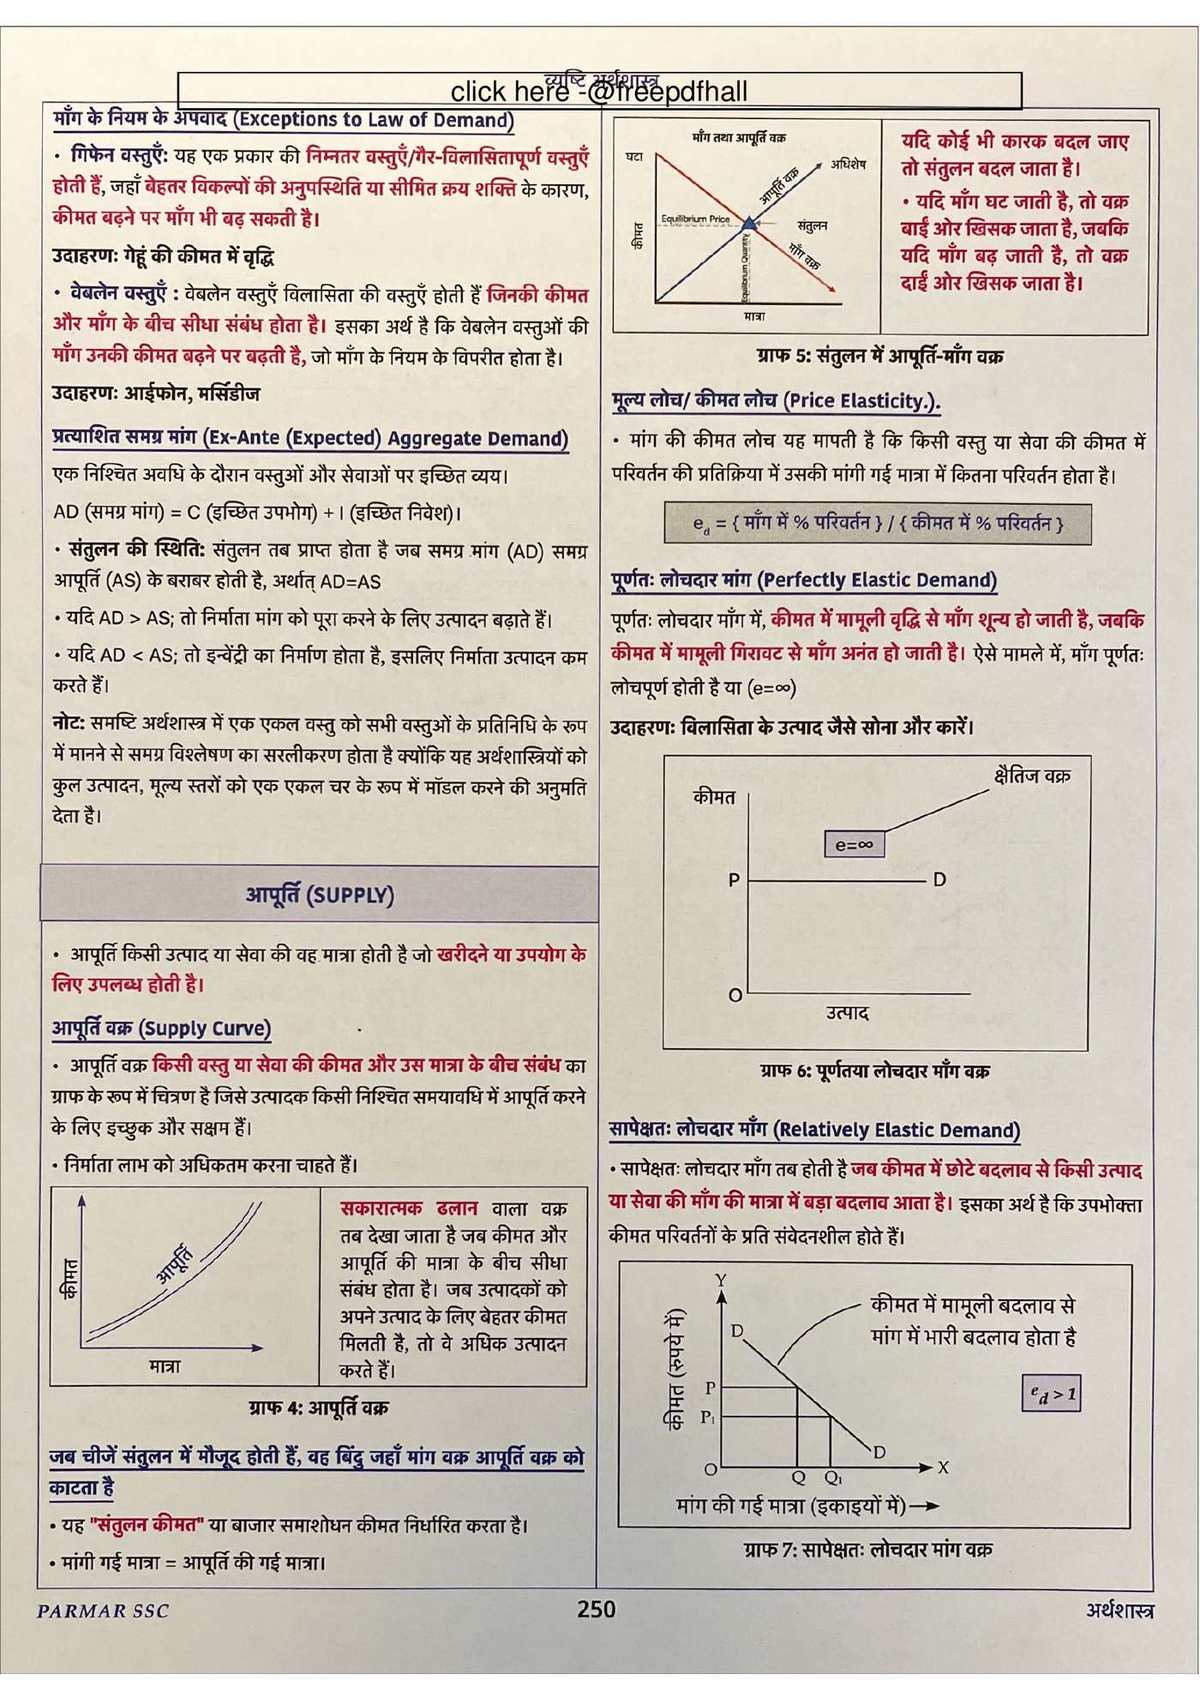 व्यष्टि अर्थशास्त्र
click here -@freepdfhall
माँग के नियम के अपवाद (Exceptions to Law of Demand)
• गिफेन वस्तुएँ: यह एक प्रकार की निम्नतर वस्तुएँ/गैर-विलासितापूर्ण वस्तुएँ
होती हैं, जहाँ बेहतर विकल्पों की अनुपस्थिति या सीमित क्रय शक्ति के कारण,
कीमत बढ़ने पर माँग भी बढ़ सकती है।
उदाहरण: गेहूं की कीमत में वृद्धि
• वेबलेन वस्तुएँ : वेबलेन वस्तुएँ विलासिता की वस्तुएँ होती हैं जिनकी कीमत
और माँग के बीच सीधा संबंध होता है। इसका अर्थ है कि वेबलेन वस्तुओं की
माँग उनकी कीमत बढ़ने पर बढ़ती है, जो माँग के नियम के विपरीत होता है।
उदाहरण: आईफोन, मर्सिडीज
प्रत्याशित समग्र मांग (Ex-Ante (Expected) Aggregate Demand)
एक निश्चित अवधि के दौरान वस्तुओं और सेवाओं पर इच्छित व्यय।
AD (समग्र मांग) = C (इच्छित उपभोग) + I (इच्छित निवेश)।
• संतुलन की स्थिति: संतुलन तब प्राप्त होता है जब समग्र मांग (AD) समग्र
आपूर्ति (AS) के बराबर होती है, अर्थात् AD=AS
• यदि AD > AS; तो निर्माता मांग को पूरा करने के लिए उत्पादन बढ़ाते हैं।
• यदि AD < AS; तो इन्वेंट्री का निर्माण होता है, इसलिए निर्माता उत्पादन कम
करते हैं।
नोट: समष्टि अर्थशास्त्र में एक एकल वस्तु को सभी वस्तुओं के प्रतिनिधि के रूप
में मानने से समग्र विश्लेषण का सरलीकरण होता है क्योंकि यह अर्थशास्त्रियों को
कुल उत्पादन, मूल्य स्तरों को एक एकल चर के रूप में मॉडल करने की अनुमति
देता है।
आपूर्ति (SUPPLY)
• आपूर्ति किसी उत्पाद या सेवा की वह मात्रा होती है जो खरीदने या उपयोग के
लिए उपलब्ध होती है।
आपूर्ति वक्र (Supply Curve)
• आपूर्ति वक्र किसी वस्तु या सेवा की कीमत और उस मात्रा के बीच संबंध का
ग्राफ के रूप में चित्रण है जिसे उत्पादक किसी निश्चित समयावधि में आपूर्ति करने
के लिए इच्छुक और सक्षम हैं।
• निर्माता लाभ को अधिकतम करना चाहते हैं।
कीमत
आपूर्ति
मात्रा
सकारात्मक ढलान वाला वक्र
तब देखा जाता है जब कीमत और
आपूर्ति की मात्रा के बीच सीधा
संबंध होता है। जब उत्पादकों को
अपने उत्पाद के लिए बेहतर कीमत
मिलती है, तो वे अधिक उत्पादन
करते हैं।
ग्राफ 4: आपूर्ति वक्र
जब चीजें संतुलन में मौजूद होती हैं, वह बिंदु जहाँ मांग वक्र आपूर्ति वक्र को
काटता है
• यह "संतुलन कीमत" या बाजार समाशोधन कीमत निर्धारित करता है।
• मांगी गई मात्रा = आपूर्ति की गई मात्रा।
माँग तथा आपूर्ति वक्र
घटा
अधिशेष
आपूर्ति वक्र
कीमत
Equilibrium Price
संतुलन
माँग वक्र
Equilibrium Quantity
मात्रा
यदि कोई भी कारक बदल जाए
तो संतुलन बदल जाता है।
• यदि माँग घट जाती है, तो वक्र
बाईं ओर खिसक जाता है, जबकि
यदि माँग बढ़ जाती है, तो वक्र
दाईं ओर खिसक जाता है।
ग्राफ 5: संतुलन में आपूर्ति-माँग वक्र
मूल्य लोच/ कीमत लोच (Price Elasticity.).
• मांग की कीमत लोच यह मापती है कि किसी वस्तु या सेवा की कीमत में
परिवर्तन की प्रतिक्रिया में उसकी मांगी गई मात्रा में कितना परिवर्तन होता है।
e_d = { माँग में % परिवर्तन } / { कीमत में % परिवर्तन }
पूर्णतः लोचदार मांग (Perfectly Elastic Demand)
पूर्णतः लोचदार माँग में, कीमत में मामूली वृद्धि से माँग शून्य हो जाती है, जबकि
कीमत में मामूली गिरावट से माँग अनंत हो जाती है। ऐसे मामले में, माँग पूर्णतः
लोचपूर्ण होती है या (e=∞)
उदाहरण: विलासिता के उत्पाद जैसे सोना और कारें।
कीमत
क्षैतिज वक्र
e=∞
P
D
O
उत्पाद
ग्राफ 6: पूर्णतया लोचदार माँग वक्र
सापेक्षतः लोचदार माँग (Relatively Elastic Demand)
• सापेक्षतः लोचदार माँग तब होती है जब कीमत में छोटे बदलाव से किसी उत्पाद
या सेवा की माँग की मात्रा में बड़ा बदलाव आता है। इसका अर्थ है कि उपभोक्ता
कीमत परिवर्तनों के प्रति संवेदनशील होते हैं।
Y
कीमत में मामूली बदलाव से
मांग में भारी बदलाव होता है
D
कीमत (रुपये में)
P
e_d > 1
P₁
D
O
Q Q₁
X
मांग की गई मात्रा (इकाइयों में)→
ग्राफ 7: सापेक्षतः लोचदार मांग वक्र
PARMAR SSC
250
अर्थशास्त्र